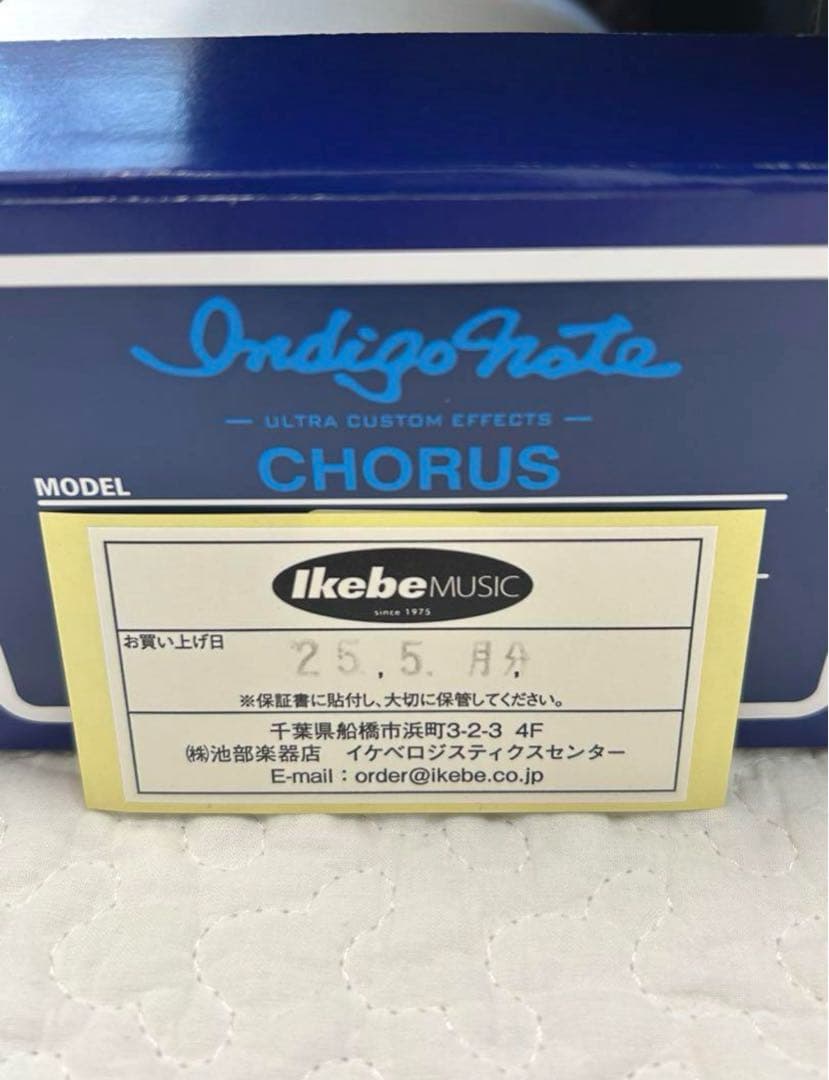 Indigo Note
ULTRA CUSTOM EFFECTS
CHORUS
MODEL
Ikebe MUSIC
since 1975
お買い上げ日
25, 5. 月分
※保証書に貼付し、大切に保管してください。
千葉県船橋市浜町3-2-3 4F
㈱池部楽器店 イケベロジスティクスセンター
E-mail：order@ikebe.co.jp